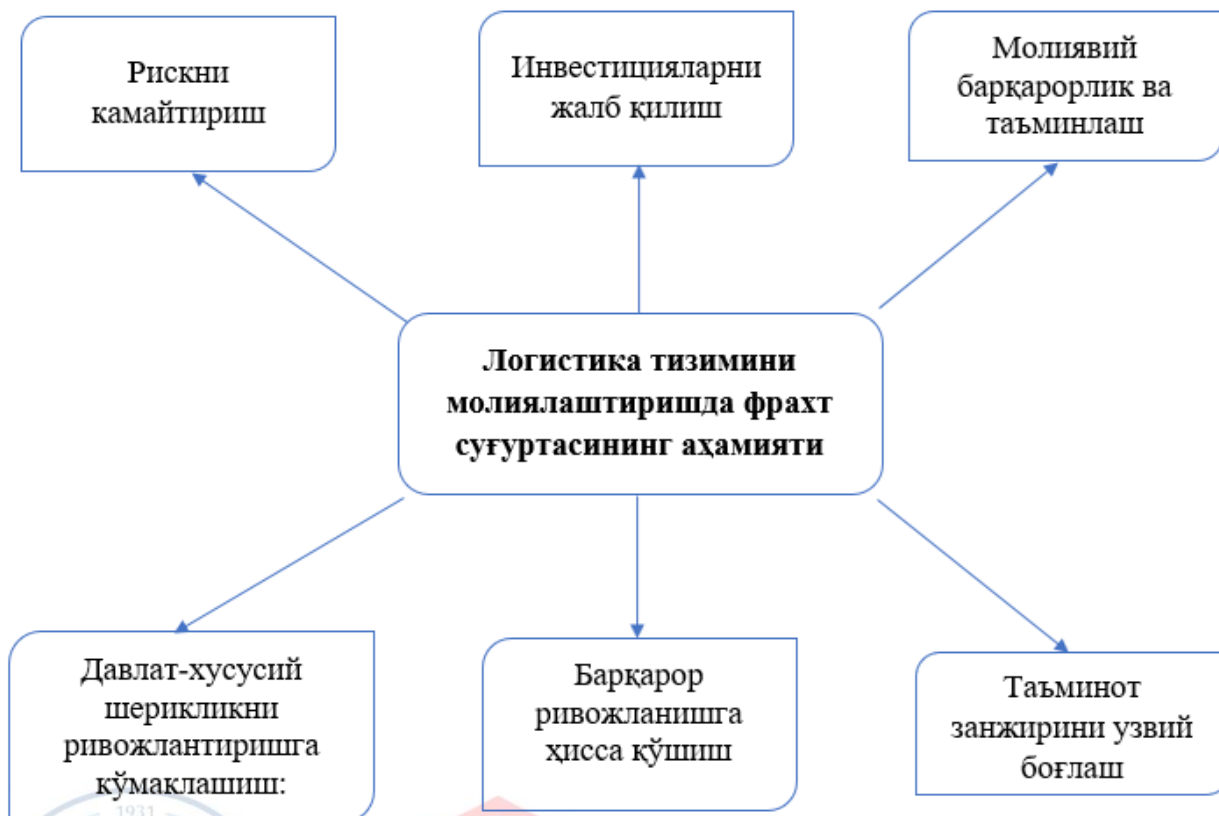 Рискни
камайтириш
Инвестицияларни
жалб қилиш
Молиявий
барқарорлик ва
таъминлаш
Логистика тизимини
молиялаштиришда фрахт
суғуртасининг аҳамияти
Давлат-хусусий
шерикликни
ривожлантиришга
кўмаклашиш:
Барқарор
ривожланишга
ҳисса қўшиш
Таъминот
занжирини узвий
боғлаш
1931